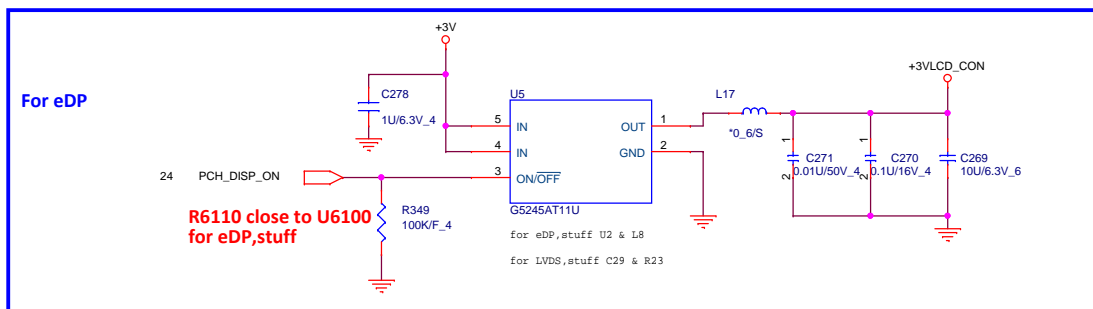 +3V
+3VLCD_CON
For eDP
C278
1U/6.3V_4
U5
L17
5
IN
OUT
1
*0_6/S
4
IN
GND
2
1
C271
0.01U/50V_4
2
1
C270
0.1U/16V_4
2
C269
10U/6.3V_6
24
PCH_DISP_ON
3
ON/OFF
R6110 close to U6100
for eDP,stuff
R349
100K/F_4
G5245AT11U
for eDP,stuff U2 & L8
for LVDS,stuff C29 & R23